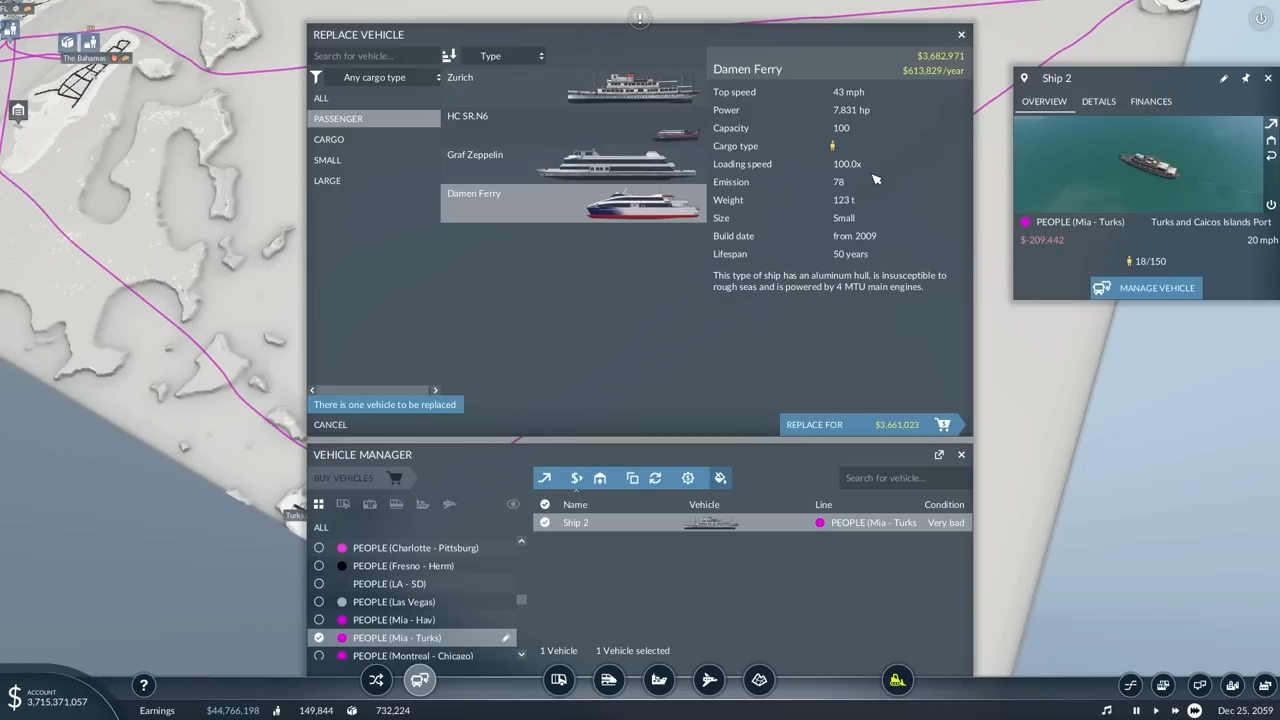 FL
The Bahamas
REPLACE VEHICLE
Search for vehicle...
Type
Any cargo type
ALL
PASSENGER
CARGO
SMALL
LARGE
Zurich
HC SR.N6
Graf Zeppelin
Damen Ferry
$3,682,971
Damen Ferry
$613,829/year
Top speed 43 mph
Power 7,831 hp
Capacity 100
Cargo type
Loading speed 100.0x
Emission 78
Weight 123 t
Size Small
Build date from 2009
Lifespan 50 years
This type of ship has an aluminum hull, is insusceptible to
rough seas and is powered by 4 MTU main engines.
There is one vehicle to be replaced
CANCEL
REPLACE FOR $3,661,023
Ship 2
OVERVIEW DETAILS FINANCES
PEOPLE (Mia - Turks) Turks and Caicos Islands Port
$-209,442 20 mph
18/150
MANAGE VEHICLE
Turks
VEHICLE MANAGER
BUY VEHICLES
Search for vehicle...
ALL
Name Vehicle Line Condition
Ship 2 PEOPLE (Mia - Turks Very bad
PEOPLE (Charlotte - Pittsburg)
PEOPLE (Fresno - Herm)
PEOPLE (LA - SD)
PEOPLE (Las Vegas)
PEOPLE (Mia - Hav)
PEOPLE (Mia - Turks)
PEOPLE (Montreal - Chicago)
1 Vehicle 1 Vehicle selected
$ ACCOUNT
3,715,371,057
?
Earnings $44,766,198 149,844 732,224
Dec 25, 2059